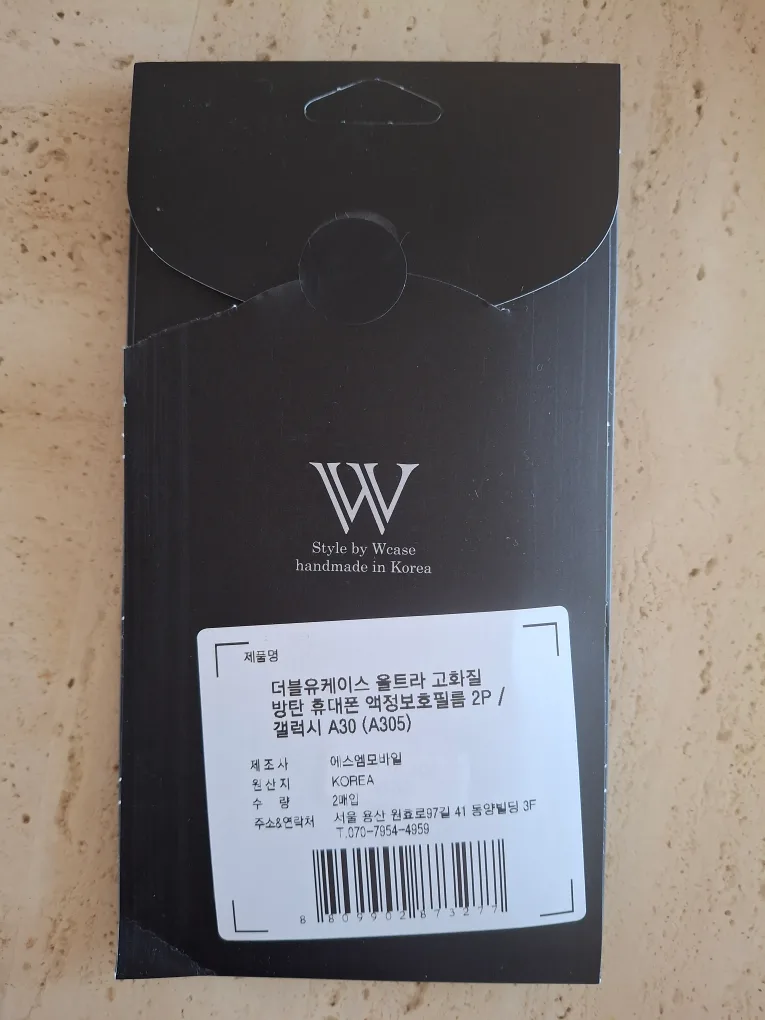 W
Style by Wcase
handmade in Korea
제품명
더블유케이스 울트라 고화질
방탄 휴대폰 액정보호필름 2P /
갤럭시 A30 (A305)
제조사 에스엠모바일
원산지 KOREA
수 량 2매입
주소&연락처 서울 용산 원효로97길 41 동양빌딩 3F
T.070-7954-4959
8 809902 873277